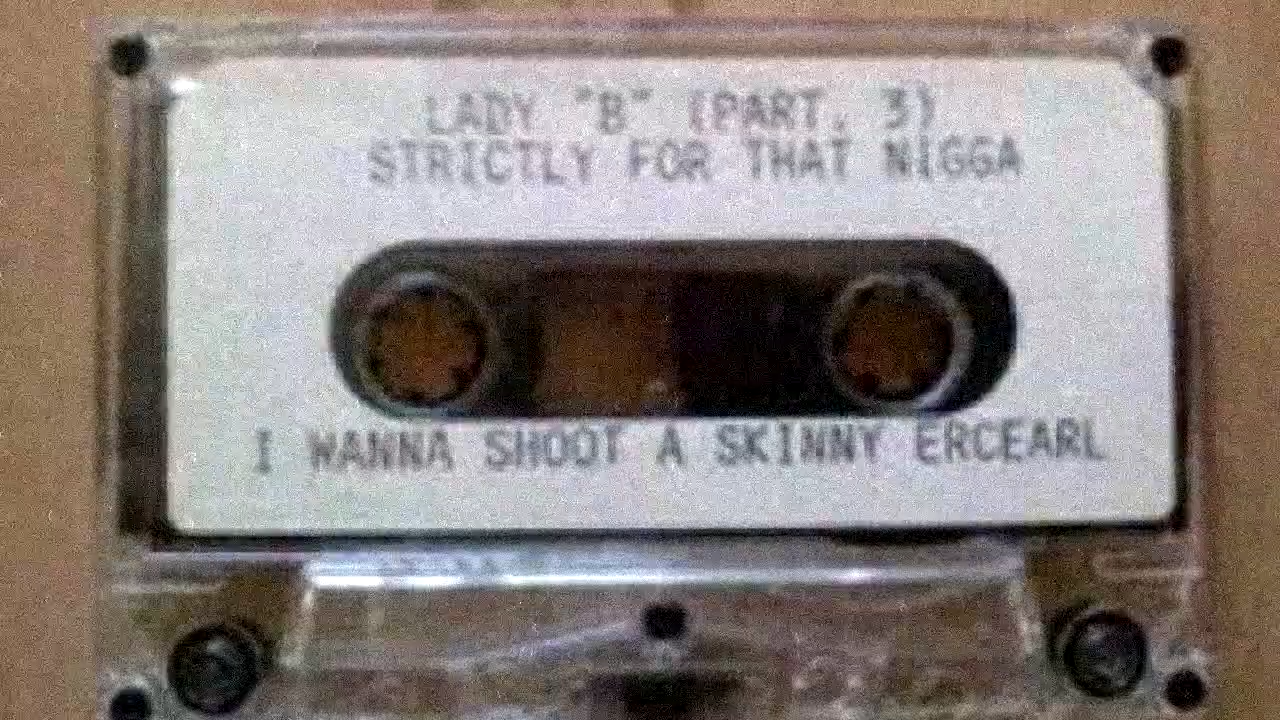 LADY "B" (PART. 3)
STRICTLY FOR THAT NIGGA
I WANNA SHOOT A SKINNY ERCEARL